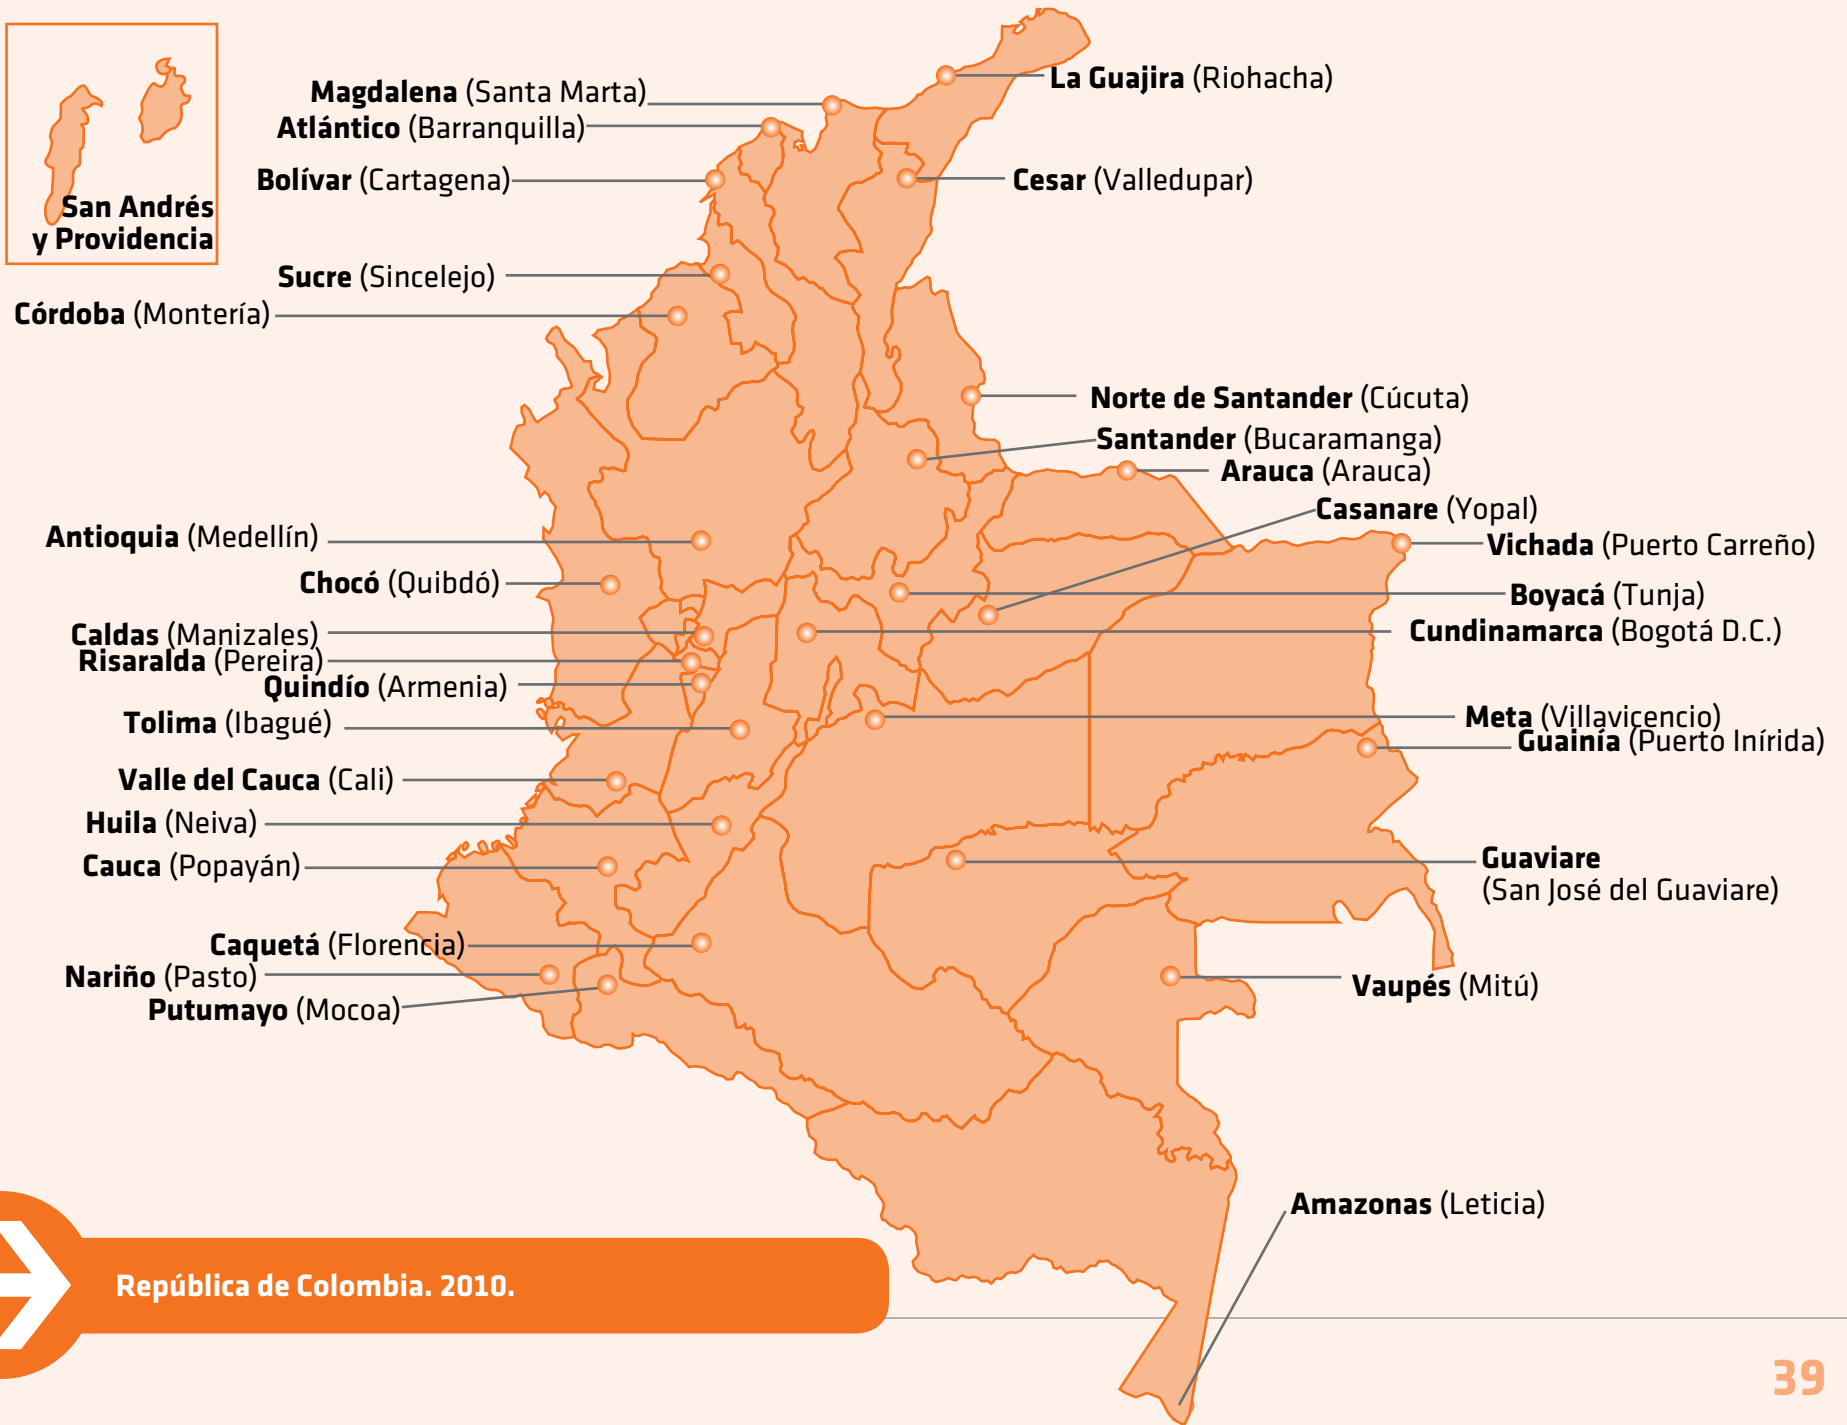 Magdalena (Santa Marta)
La Guajira (Riohacha)
Atlántico (Barranquilla)
Bolívar (Cartagena)
Cesar (Valledupar)
San Andrés
y Providencia
Sucre (Sincelejo)
Córdoba (Montería)
Norte de Santander (Cúcuta)
Santander (Bucaramanga)
Arauca (Arauca)
Casanare (Yopal)
Antioquia (Medellín)
Vichada (Puerto Carreño)
Chocó (Quibdó)
Boyacá (Tunja)
Caldas (Manizales)
Cundinamarca (Bogotá D.C.)
Risaralda (Pereira)
Quindío (Armenia)
Tolima (Ibagué)
Meta (Villavicencio)
Guainía (Puerto Inírida)
Valle del Cauca (Cali)
Huila (Neiva)
Cauca (Popayán)
Guaviare
(San José del Guaviare)
Caquetá (Florencia)
Nariño (Pasto)
Vaupés (Mitú)
Putumayo (Mocoa)
Amazonas (Leticia)
República de Colombia. 2010.
39